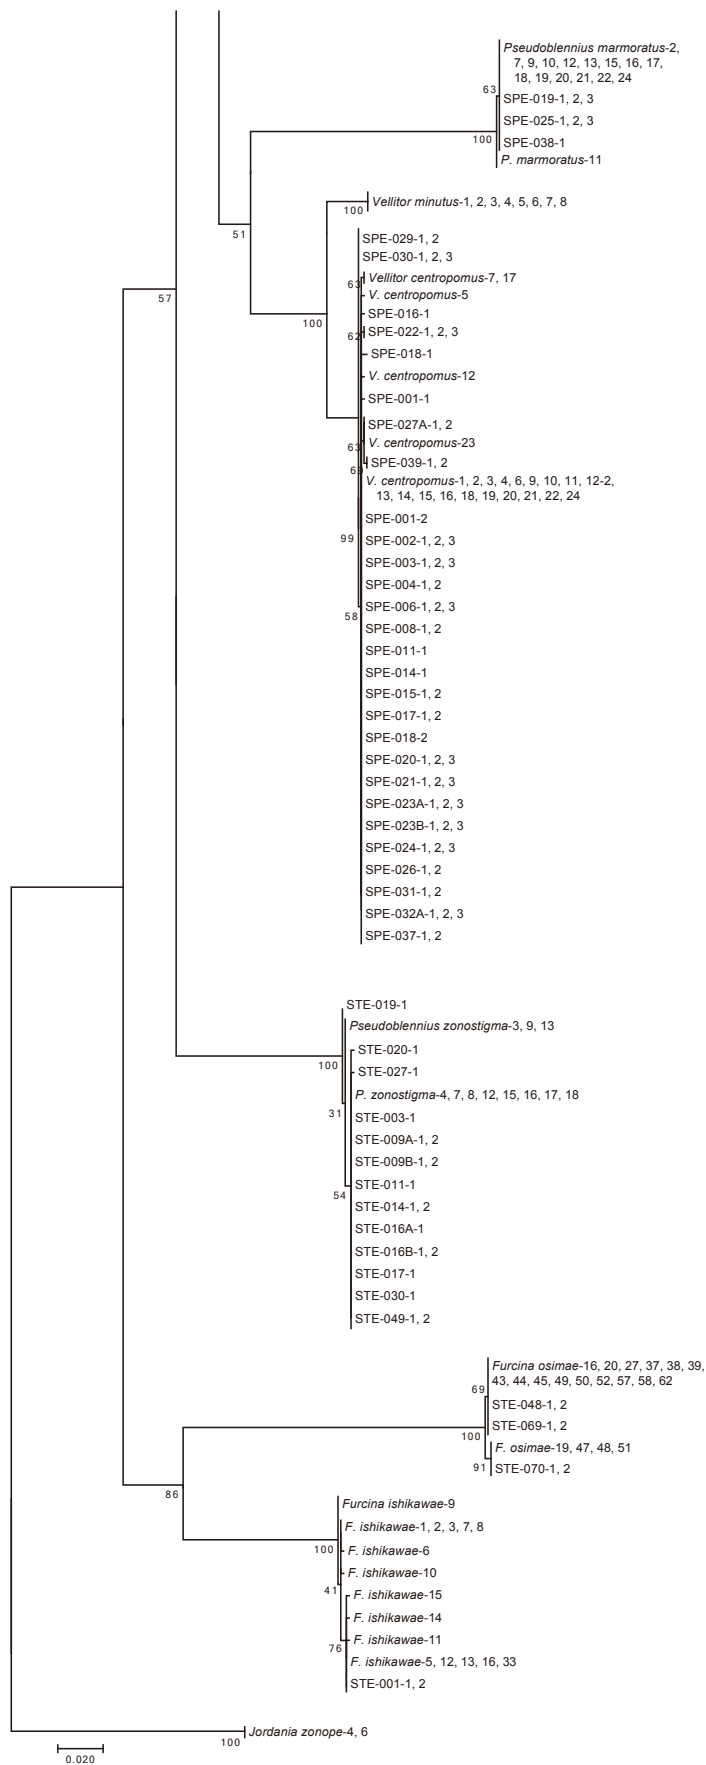 Pseudoblennius marmoratus-2,
7, 9, 10, 12, 13, 15, 16, 17,
18, 19, 20, 21, 22, 24
63
SPE-019-1, 2, 3
SPE-025-1, 2, 3
100
SPE-038-1
P. marmoratus-11
Vellitor minutus-1, 2, 3, 4, 5, 6, 7, 8
100
51
SPE-029-1, 2
SPE-030-1, 2, 3
63
Vellitor centropomus-7, 17
V. centropomus-5
57
SPE-016-1
100
SPE-022-1, 2, 3
62
SPE-018-1
V. centropomus-12
SPE-001-1
SPE-027A-1, 2
V. centropomus-23
63
SPE-039-1, 2
69
V. centropomus-1, 2, 3, 4, 6, 9, 10, 11, 12-2,
13, 14, 15, 16, 18, 19, 20, 21, 22, 24
SPE-001-2
99
SPE-002-1, 2, 3
SPE-003-1, 2, 3
SPE-004-1, 2
SPE-006-1, 2, 3
58
SPE-008-1, 2
SPE-011-1
SPE-014-1
SPE-015-1, 2
SPE-017-1, 2
SPE-018-2
SPE-020-1, 2, 3
SPE-021-1, 2, 3
SPE-023A-1, 2, 3
SPE-023B-1, 2, 3
SPE-024-1, 2, 3
SPE-026-1, 2
SPE-031-1, 2
SPE-032A-1, 2, 3
SPE-037-1, 2
STE-019-1
Pseudoblennius zonostigma-3, 9, 13
STE-020-1
100
STE-027-1
P. zonostigma-4, 7, 8, 12, 15, 16, 17, 18
31
STE-003-1
STE-009A-1, 2
STE-009B-1, 2
STE-011-1
54
STE-014-1, 2
STE-016A-1
STE-016B-1, 2
STE-017-1
STE-030-1
STE-049-1, 2
Furcina osimae-16, 20, 27, 37, 38, 39,
43, 44, 45, 49, 50, 52, 57, 58, 62
69
STE-048-1, 2
STE-069-1, 2
100
F. osimae-19, 47, 48, 51
91
STE-070-1, 2
86
Furcina ishikawae-9
F. ishikawae-1, 2, 3, 7, 8
100
F. ishikawae-6
F. ishikawae-10
41
F. ishikawae-15
F. ishikawae-14
F. ishikawae-11
76
F. ishikawae-5, 12, 13, 16, 33
STE-001-1, 2
Jordania zonope-4, 6
100
0.020